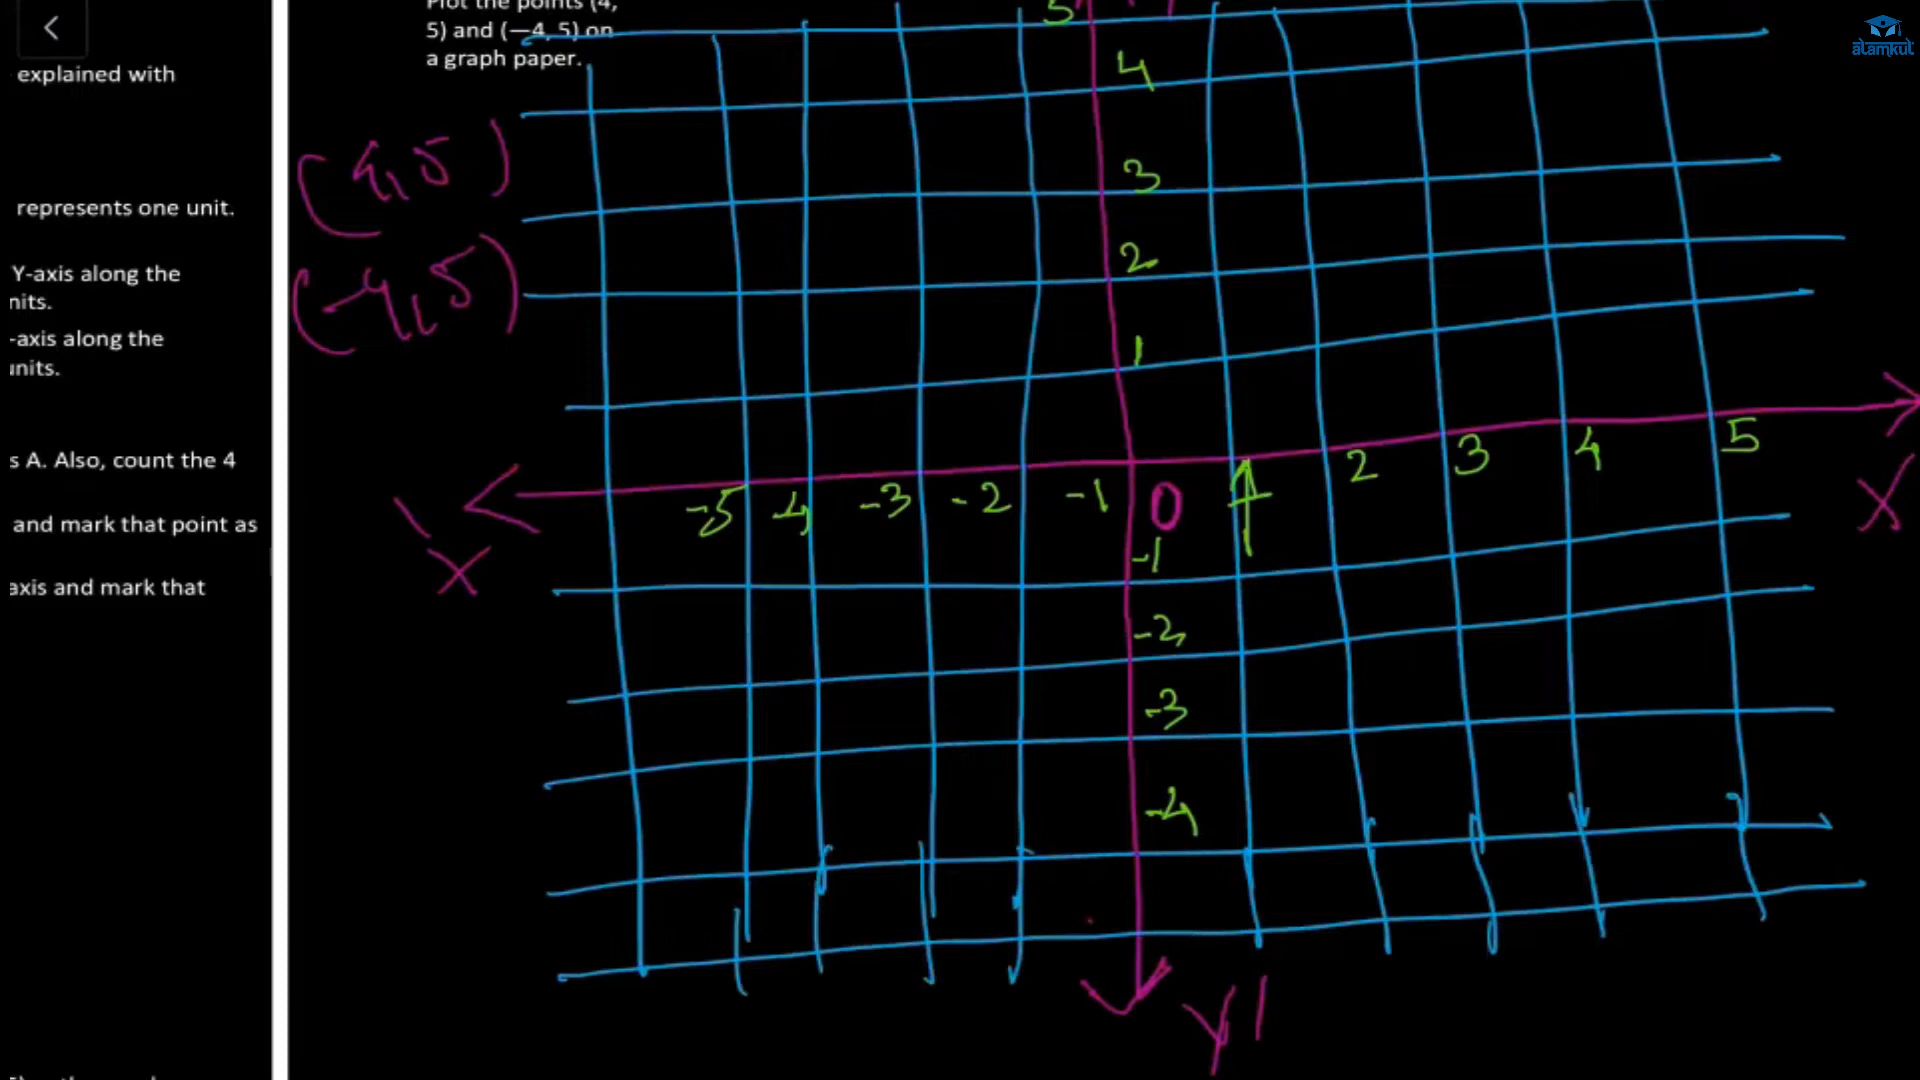 Plot the points (4,
5) and (—4, 5) on
a graph paper.
alamkul
explained with
represents one unit.
Y-axis along the
nits.
-axis along the
units.
s A. Also, count the 4
and mark that point as
axis and mark that
(4,5)
(-4,5)
5
4
3
2
1
-5 -4 -3 -2 -1 0 1 2 3 4 5
X
X
-1
-2
-3
-4
Y|